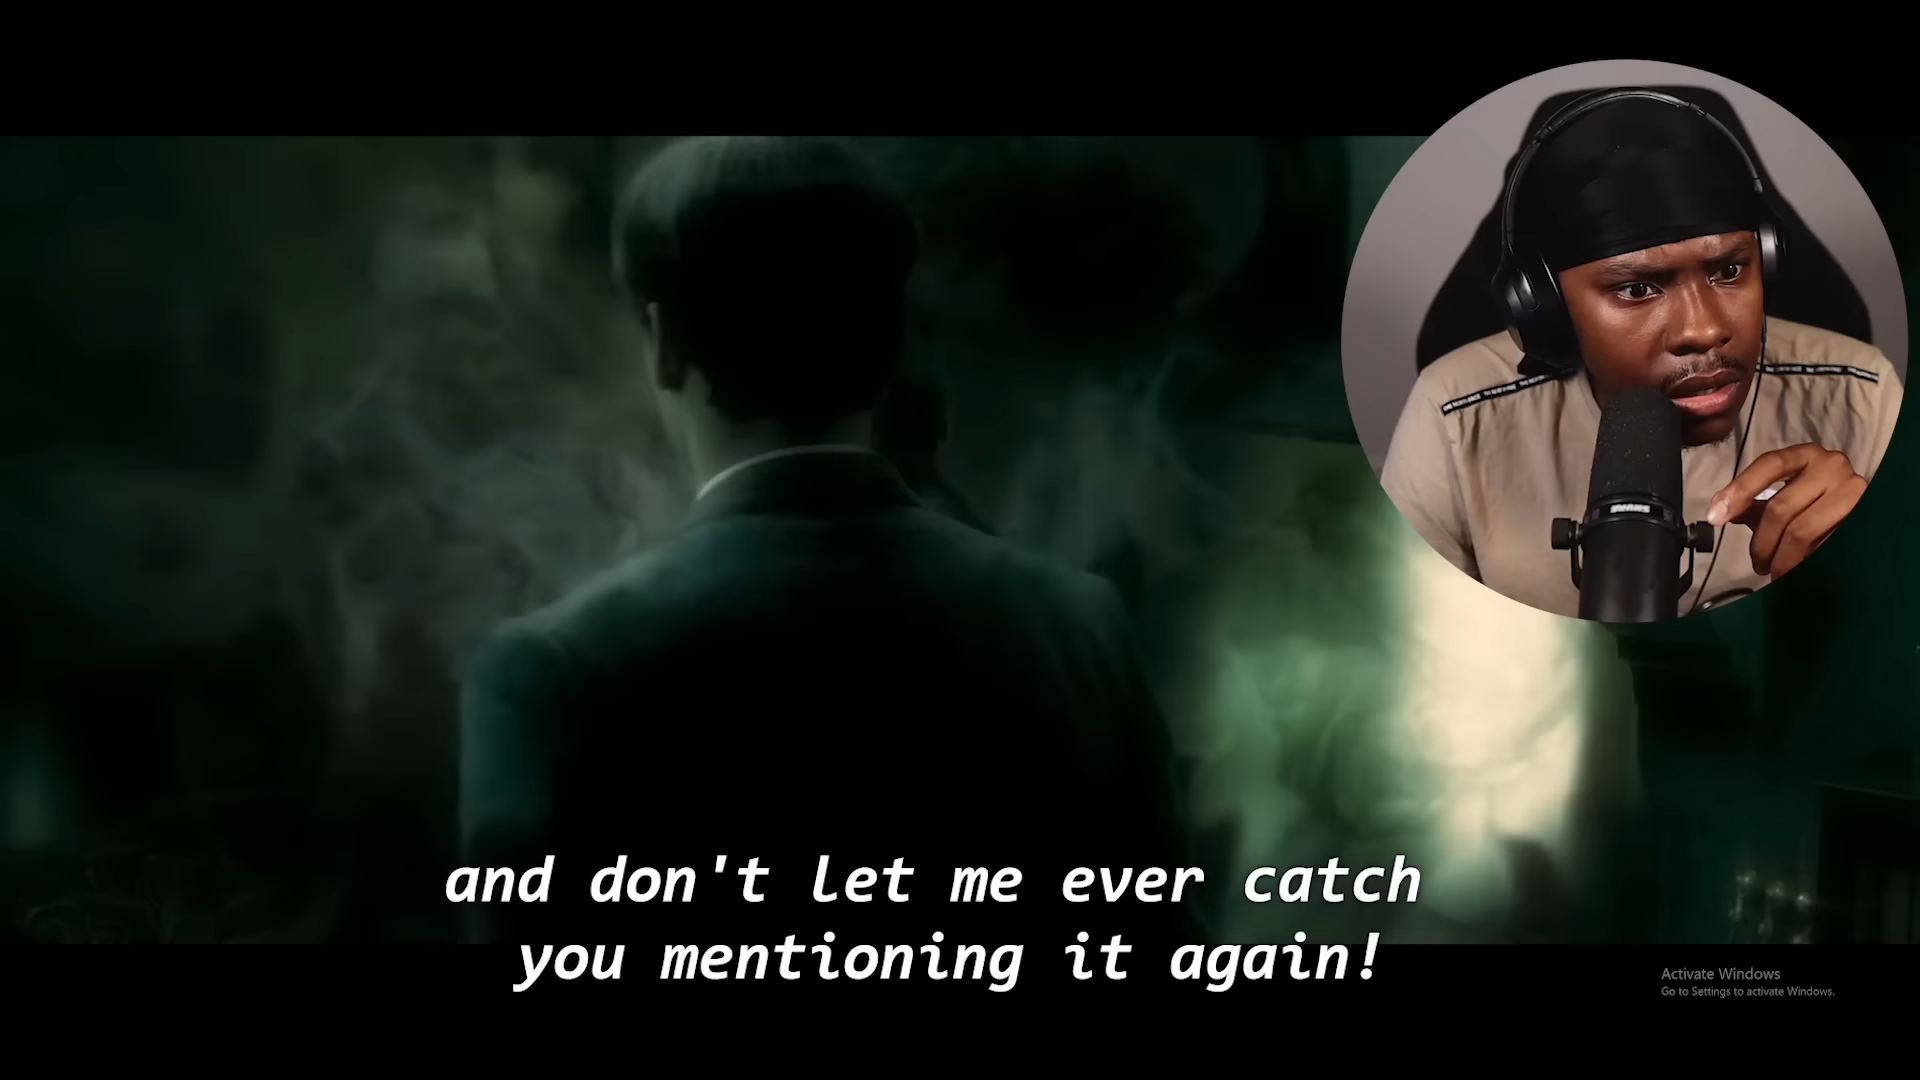 and don't let me ever catch
you mentioning it again!
Activate Windows
Go to Settings to activate Windows.